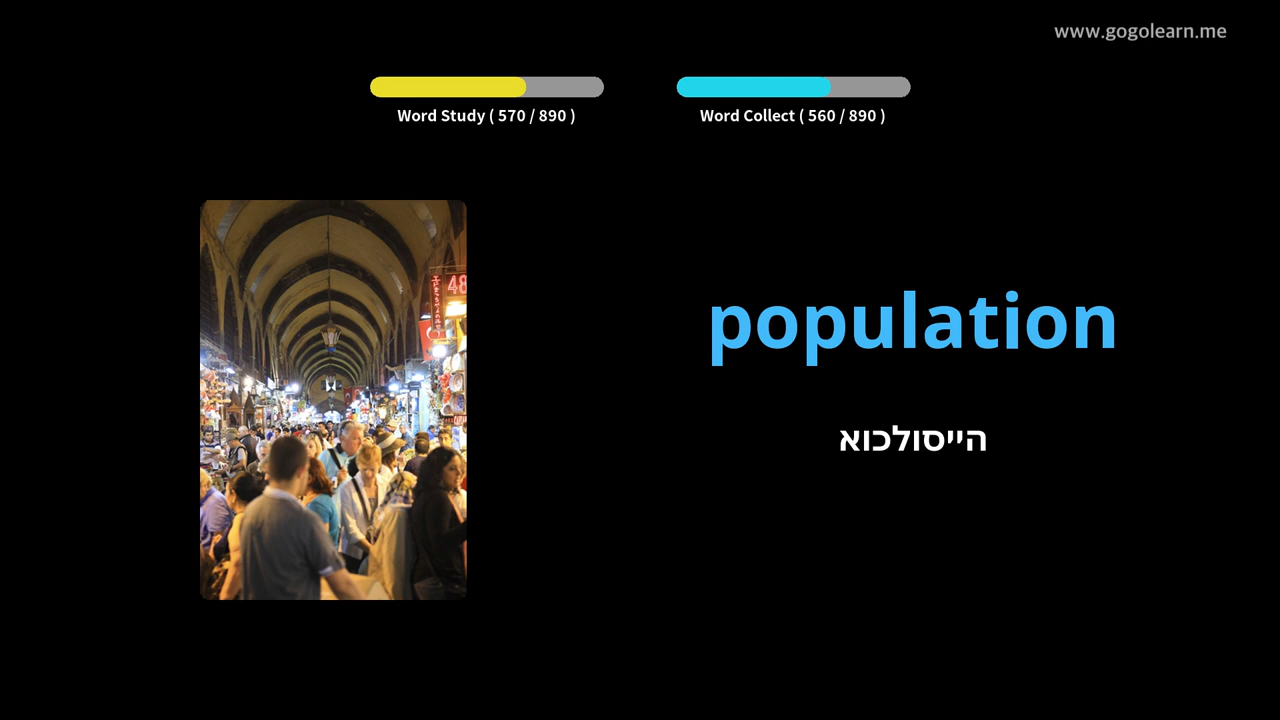 www.gogolearn.me
Word Study ( 570 / 890 )
Word Collect ( 560 / 890 )
48
population
הייסולכוא